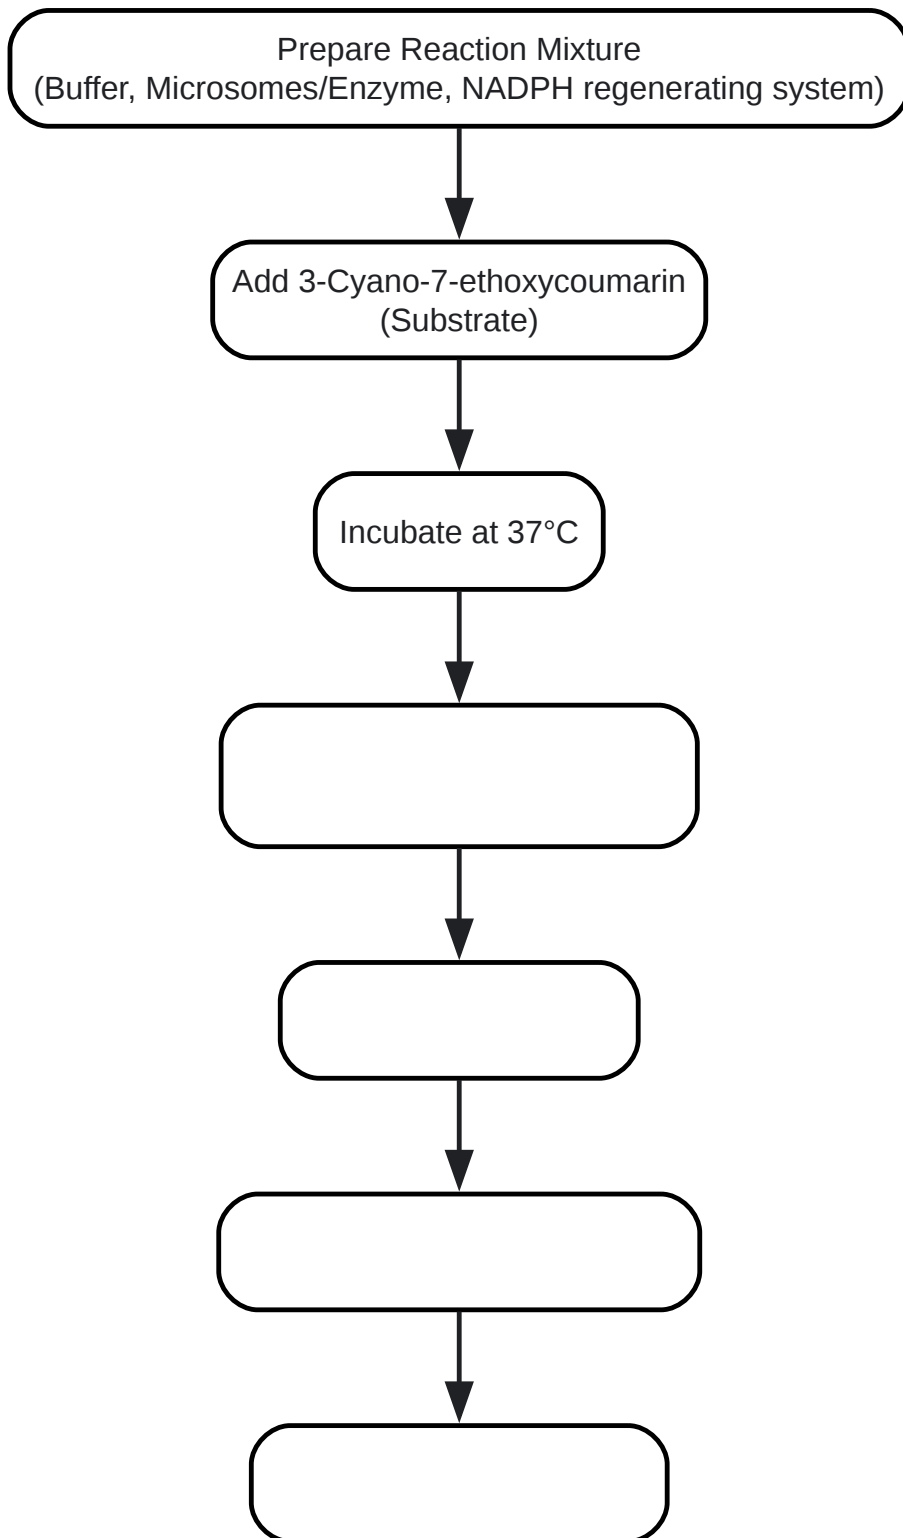 Prepare Reaction Mixture
(Buffer, Microsomes/Enzyme, NADPH regenerating system)
Add 3-Cyano-7-ethoxycoumarin
(Substrate)
Incubate at 37°C